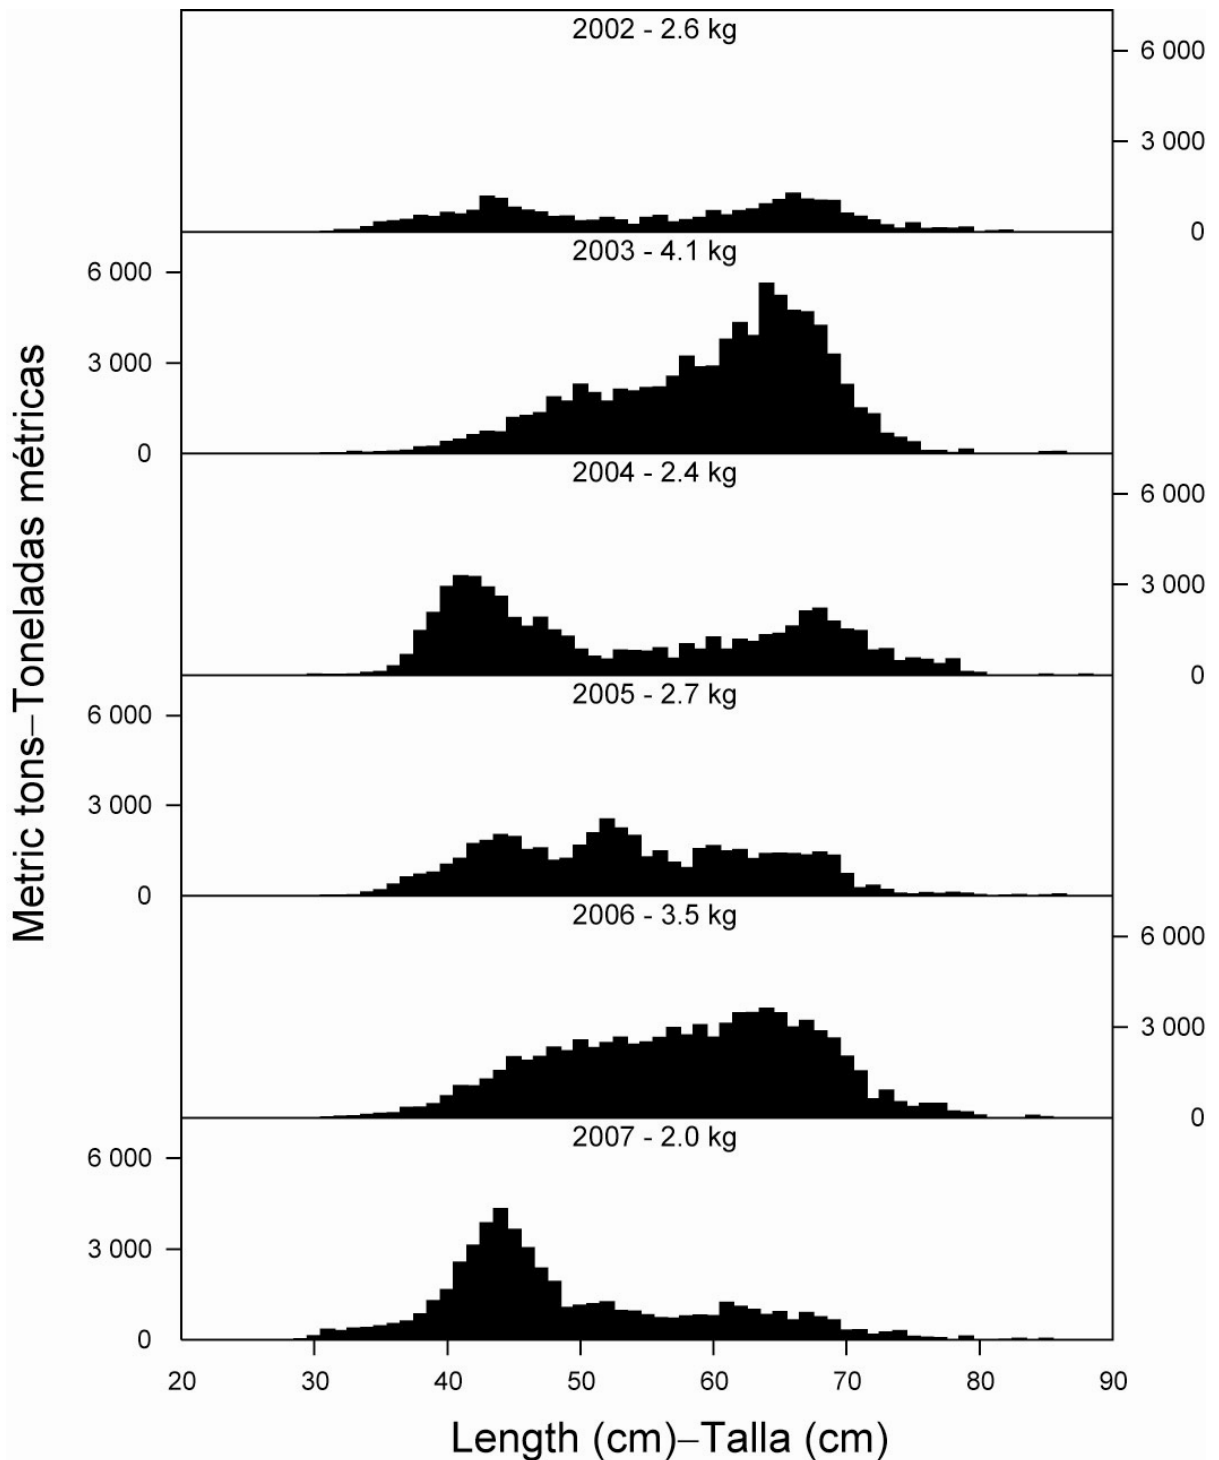 2002 - 2.6 kg
6 000
3 000
0
2003 - 4.1 kg
6 000
3 000
0
2004 - 2.4 kg
6 000
3 000
0
2005 - 2.7 kg
6 000
3 000
0
2006 - 3.5 kg
6 000
3 000
0
2007 - 2.0 kg
6 000
3 000
0
Metric tons–Toneladas métricas
20 30 40 50 60 70 80 90
Length (cm)–Talla (cm)